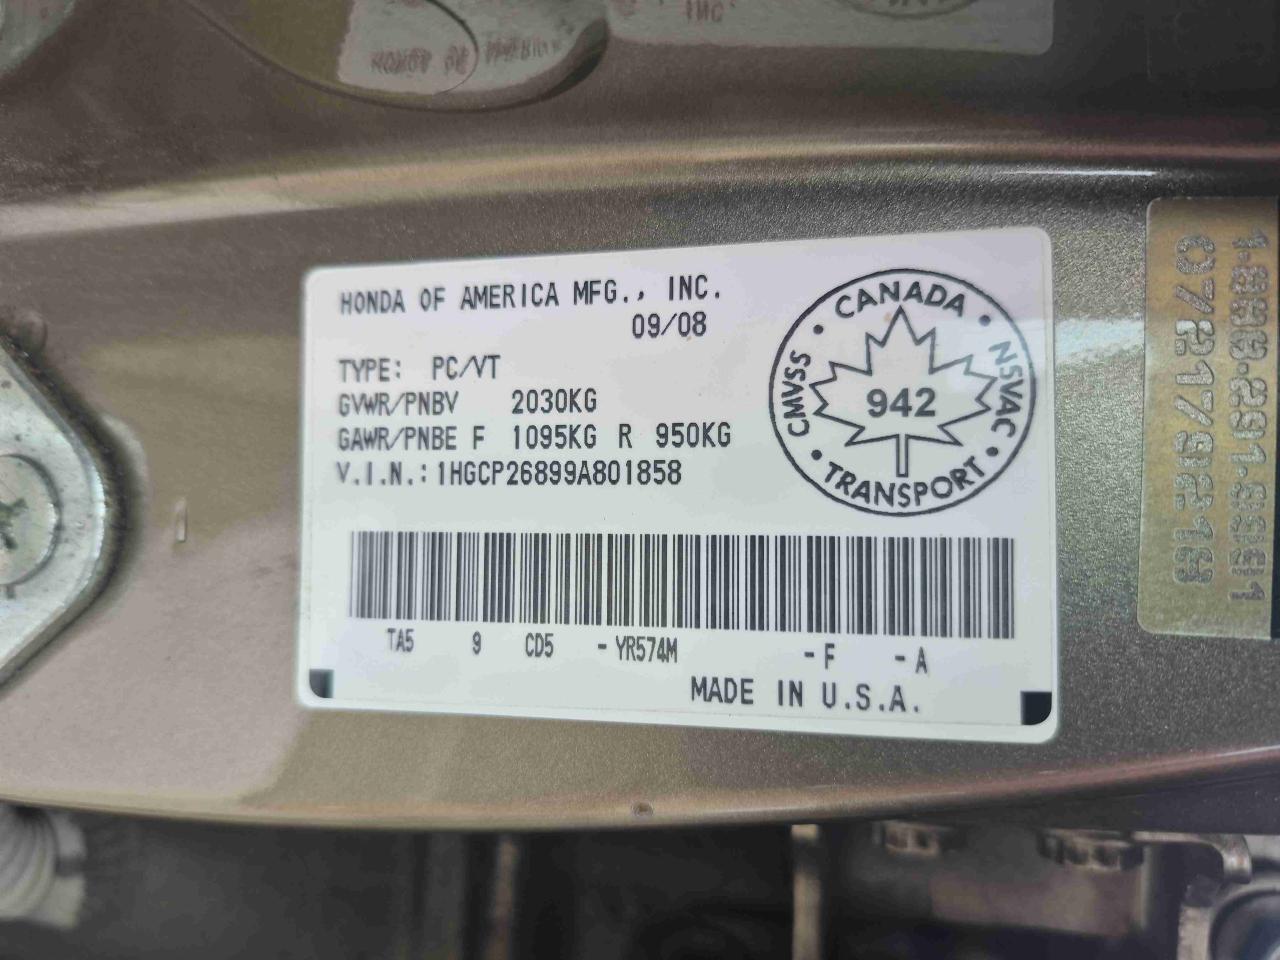 HONDA OF AMERICA MFG., INC.
09/08
TYPE: PC/VT
GVWR/PNBV 2030KG
GAWR/PNBE F 1095KG R 950KG
V.I.N.: 1HGCP26899A801858
CANADA
CMVSS
942
NSVAC
TRANSPORT
TA5 9 CD5 - YR574M - F - A
MADE IN U.S.A.